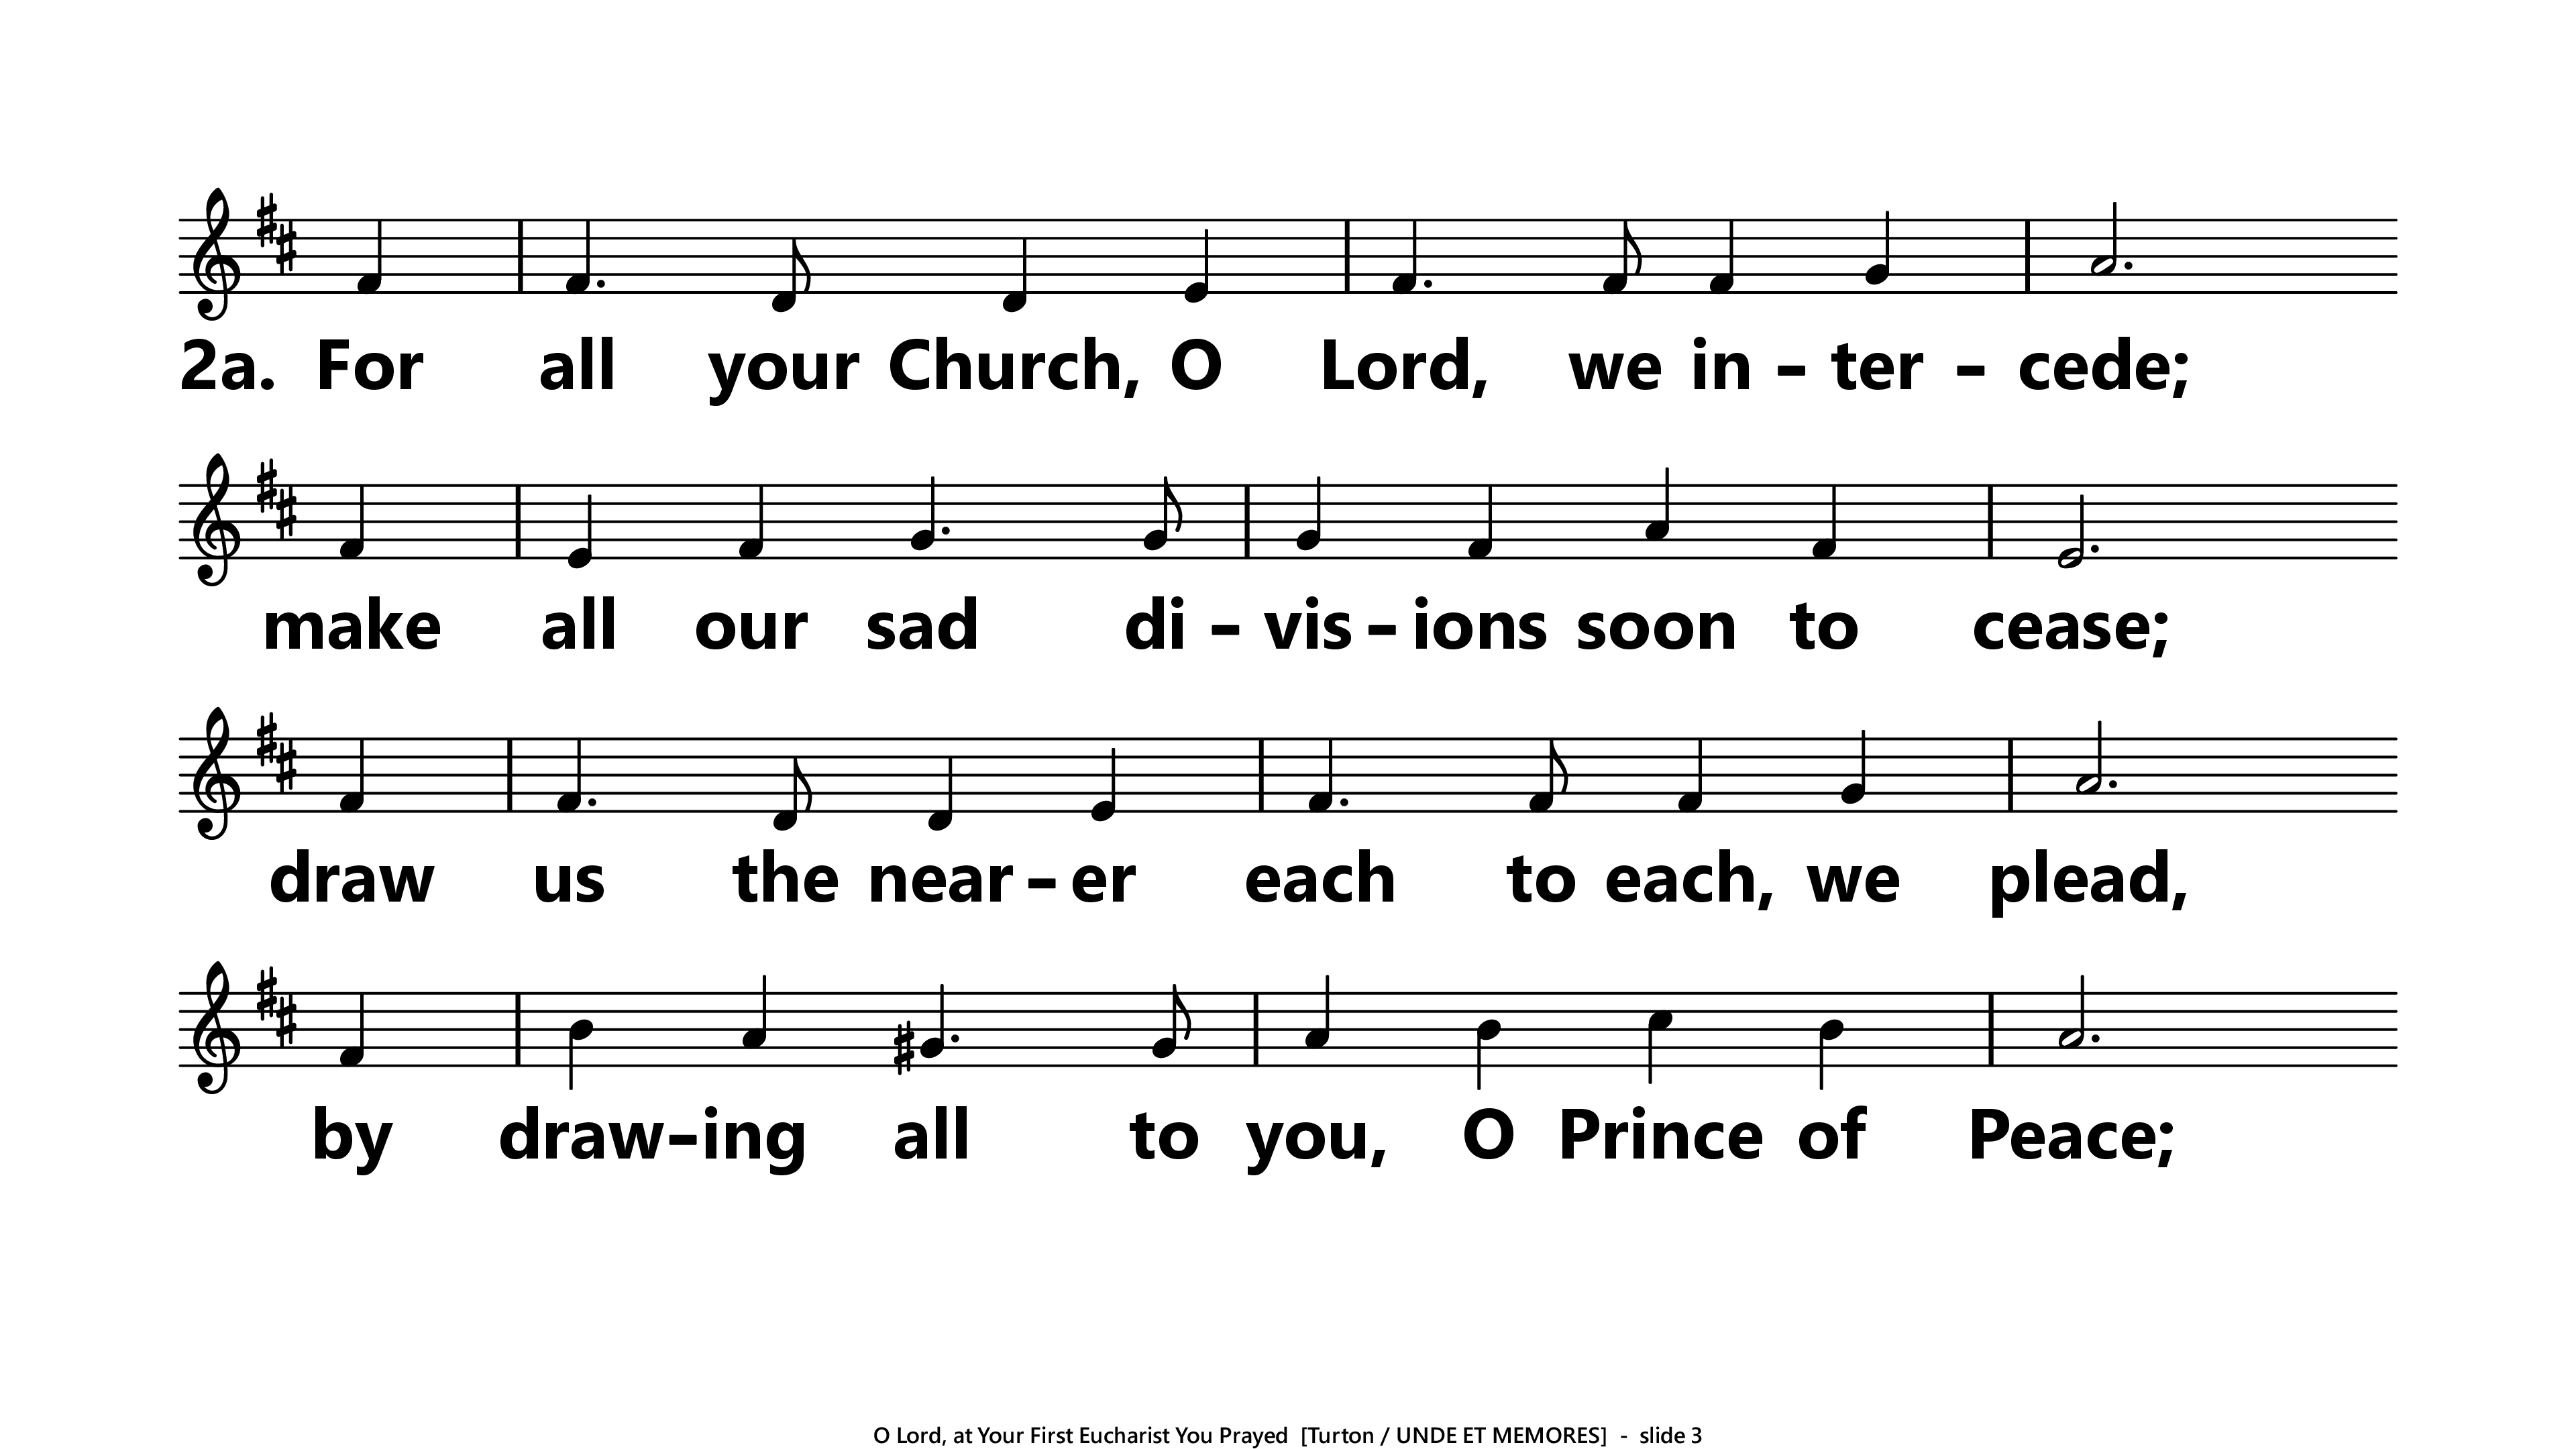 2a. For all your Church, O Lord, we in – ter – cede;
make all our sad di – vis – ions soon to cease;
draw us the near – er each to each, we plead,
by draw–ing all to you, O Prince of Peace;
O Lord, at Your First Eucharist You Prayed [Turton / UNDE ET MEMORES] - slide 3